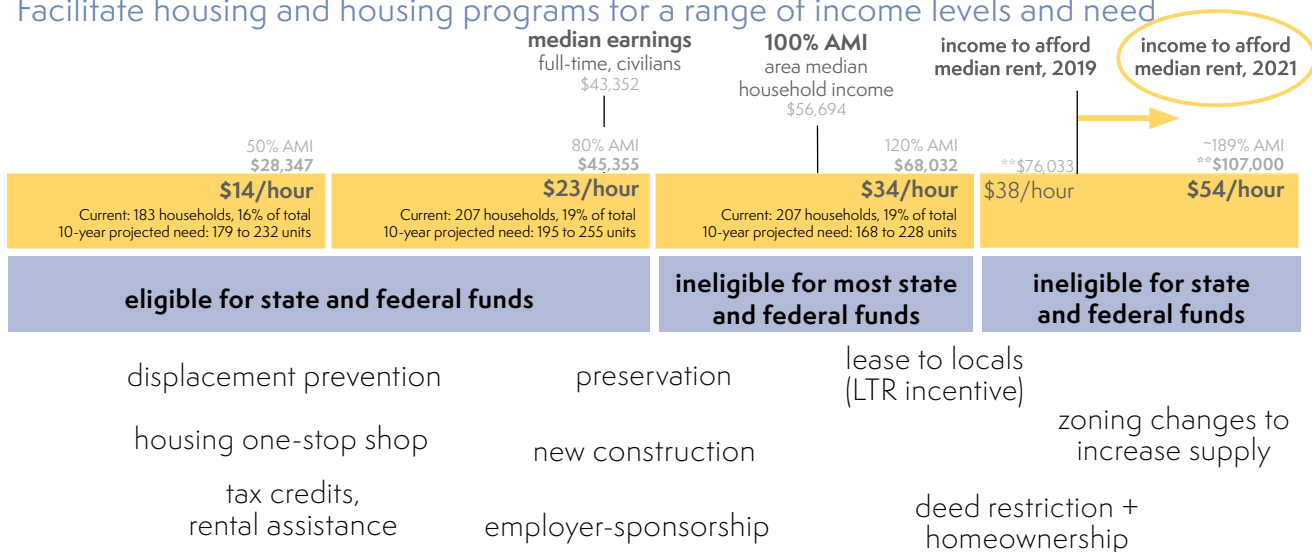 Facilitate housing and housing programs for a range of income levels and need
median earnings
full-time, civilians
$43,352
100% AMI
area median
household income
$56,694
income to afford
median rent, 2019
income to afford
median rent, 2021
50% AMI
$28,347
80% AMI
$45,355
120% AMI
$68,032
**$76,033
~189% AMI
**$107,000
$14/hour
Current: 183 households, 16% of total
10-year projected need: 179 to 232 units
$23/hour
Current: 207 households, 19% of total
10-year projected need: 195 to 255 units
$34/hour
Current: 207 households, 19% of total
10-year projected need: 168 to 228 units
$38/hour
$54/hour
eligible for state and federal funds
ineligible for most state
and federal funds
ineligible for state
and federal funds
displacement prevention
preservation
lease to locals
(LTR incentive)
housing one-stop shop
new construction
zoning changes to
increase supply
tax credits,
rental assistance
employer-sponsorship
deed restriction +
homeownership